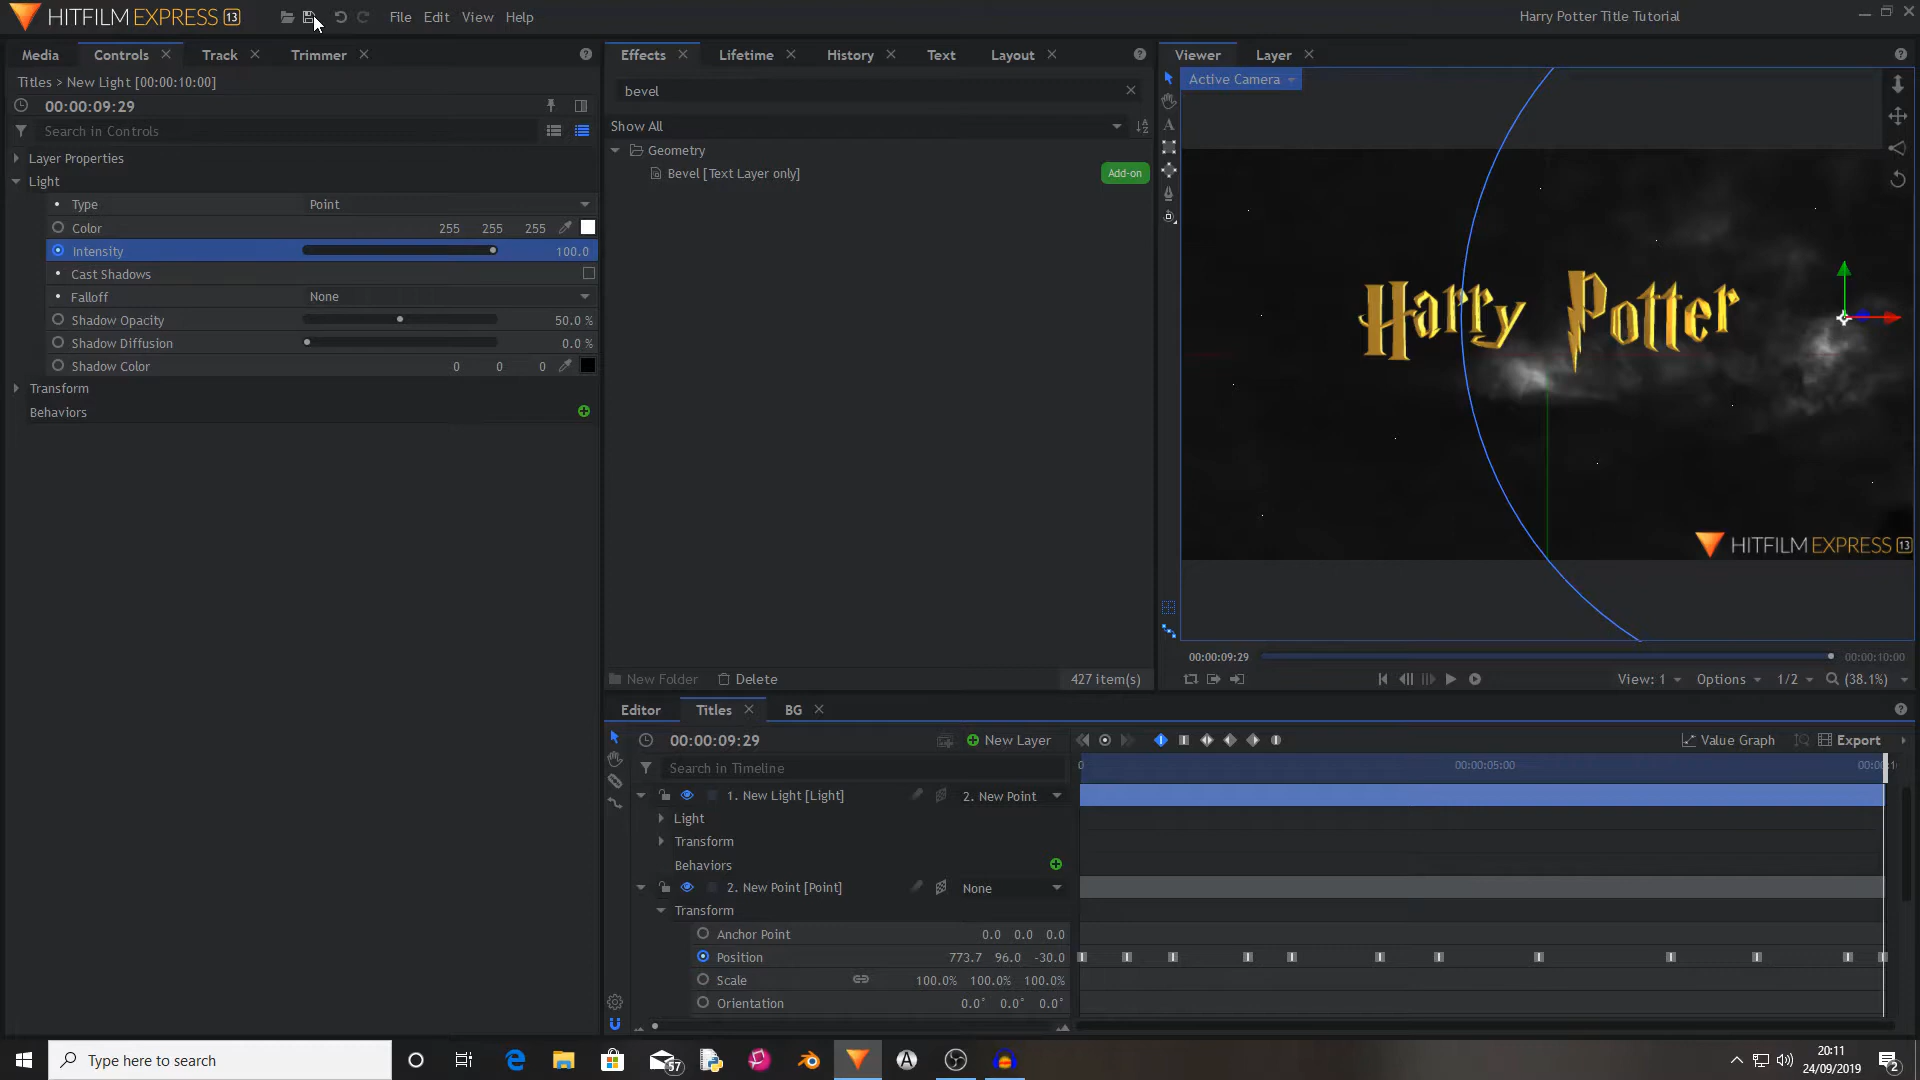 HITFILM EXPRESS 13 File Edit View Help Harry Potter Title Tutorial
Media Controls Track Trimmer
Titles > New Light [00:00:10:00]
00:00:09:29
Search in Controls
Layer Properties
Light
Type Point
Color 255 255 255
Intensity 100.0
Cast Shadows
Falloff None
Shadow Opacity 50.0 %
Shadow Diffusion 0.0 %
Shadow Color 0 0 0
Transform
Behaviors
Effects Lifetime History Text Layout
bevel
Show All
Geometry
Bevel [Text Layer only] Add-on
New Folder Delete 427 item(s)
Viewer Layer
Active Camera
Harry Potter
HITFILM EXPRESS 13
00:00:09:29 00:00:10:00
View: 1 Options 1/2 (38.1%)
Editor Titles BG
00:00:09:29 New Layer Value Graph Export
Search in Timeline 0 00:00:05:00
1. New Light [Light] 2. New Point
Light
Transform
Behaviors
2. New Point [Point] None
Transform
Anchor Point 0.0 0.0 0.0
Position 773.7 96.0 -30.0
Scale 100.0% 100.0% 100.0%
Orientation 0.0° 0.0° 0.0°
Type here to search 57 20:11
24/09/2019 2